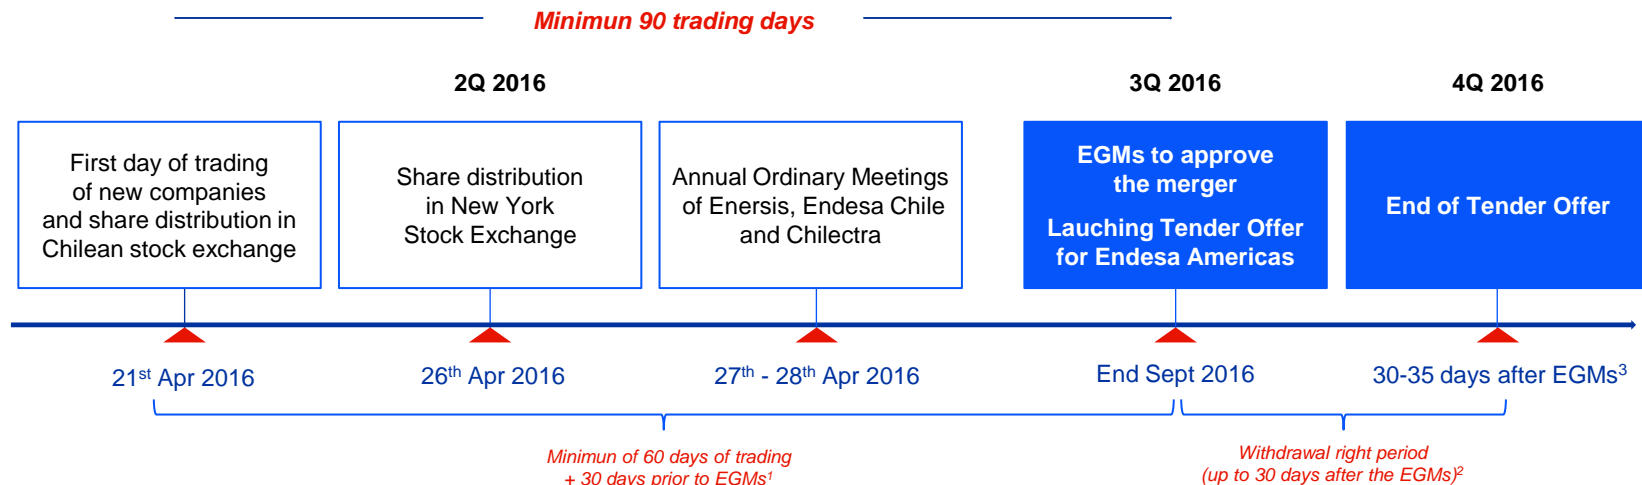 Minimun 90 trading days
2Q 2016
3Q 2016
4Q 2016
First day of trading
of new companies
and share distribution in
Chilean stock exchange
Share distribution
in New York
Stock Exchange
Annual Ordinary Meetings
of Enersis, Endesa Chile
and Chilectra
EGMs to approve
the merger
Lauching Tender Offer
for Endesa Americas
End of Tender Offer
21st Apr 2016
26th Apr 2016
27th - 28th Apr 2016
End Sept 2016
30-35 days after EGMs3
Minimun of 60 days of trading
+ 30 days prior to EGMs1
Withdrawal right period
(up to 30 days after the EGMs)2